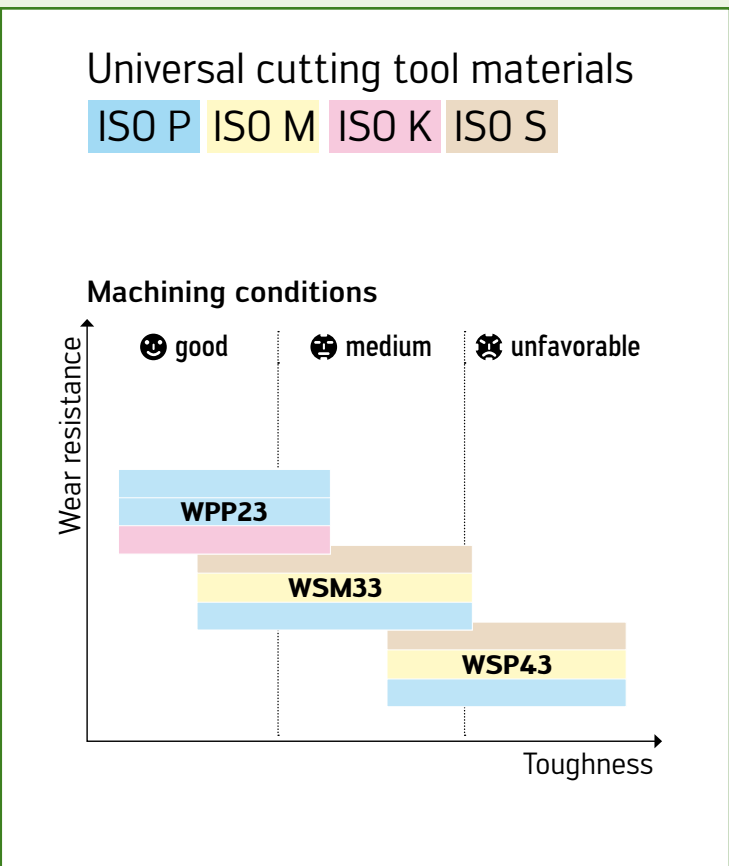 Universal cutting tool materials
ISO P ISO M ISO K ISO S
Machining conditions
good medium unfavorable
Wear resistance
WPP23
WSM33
WSP43
Toughness